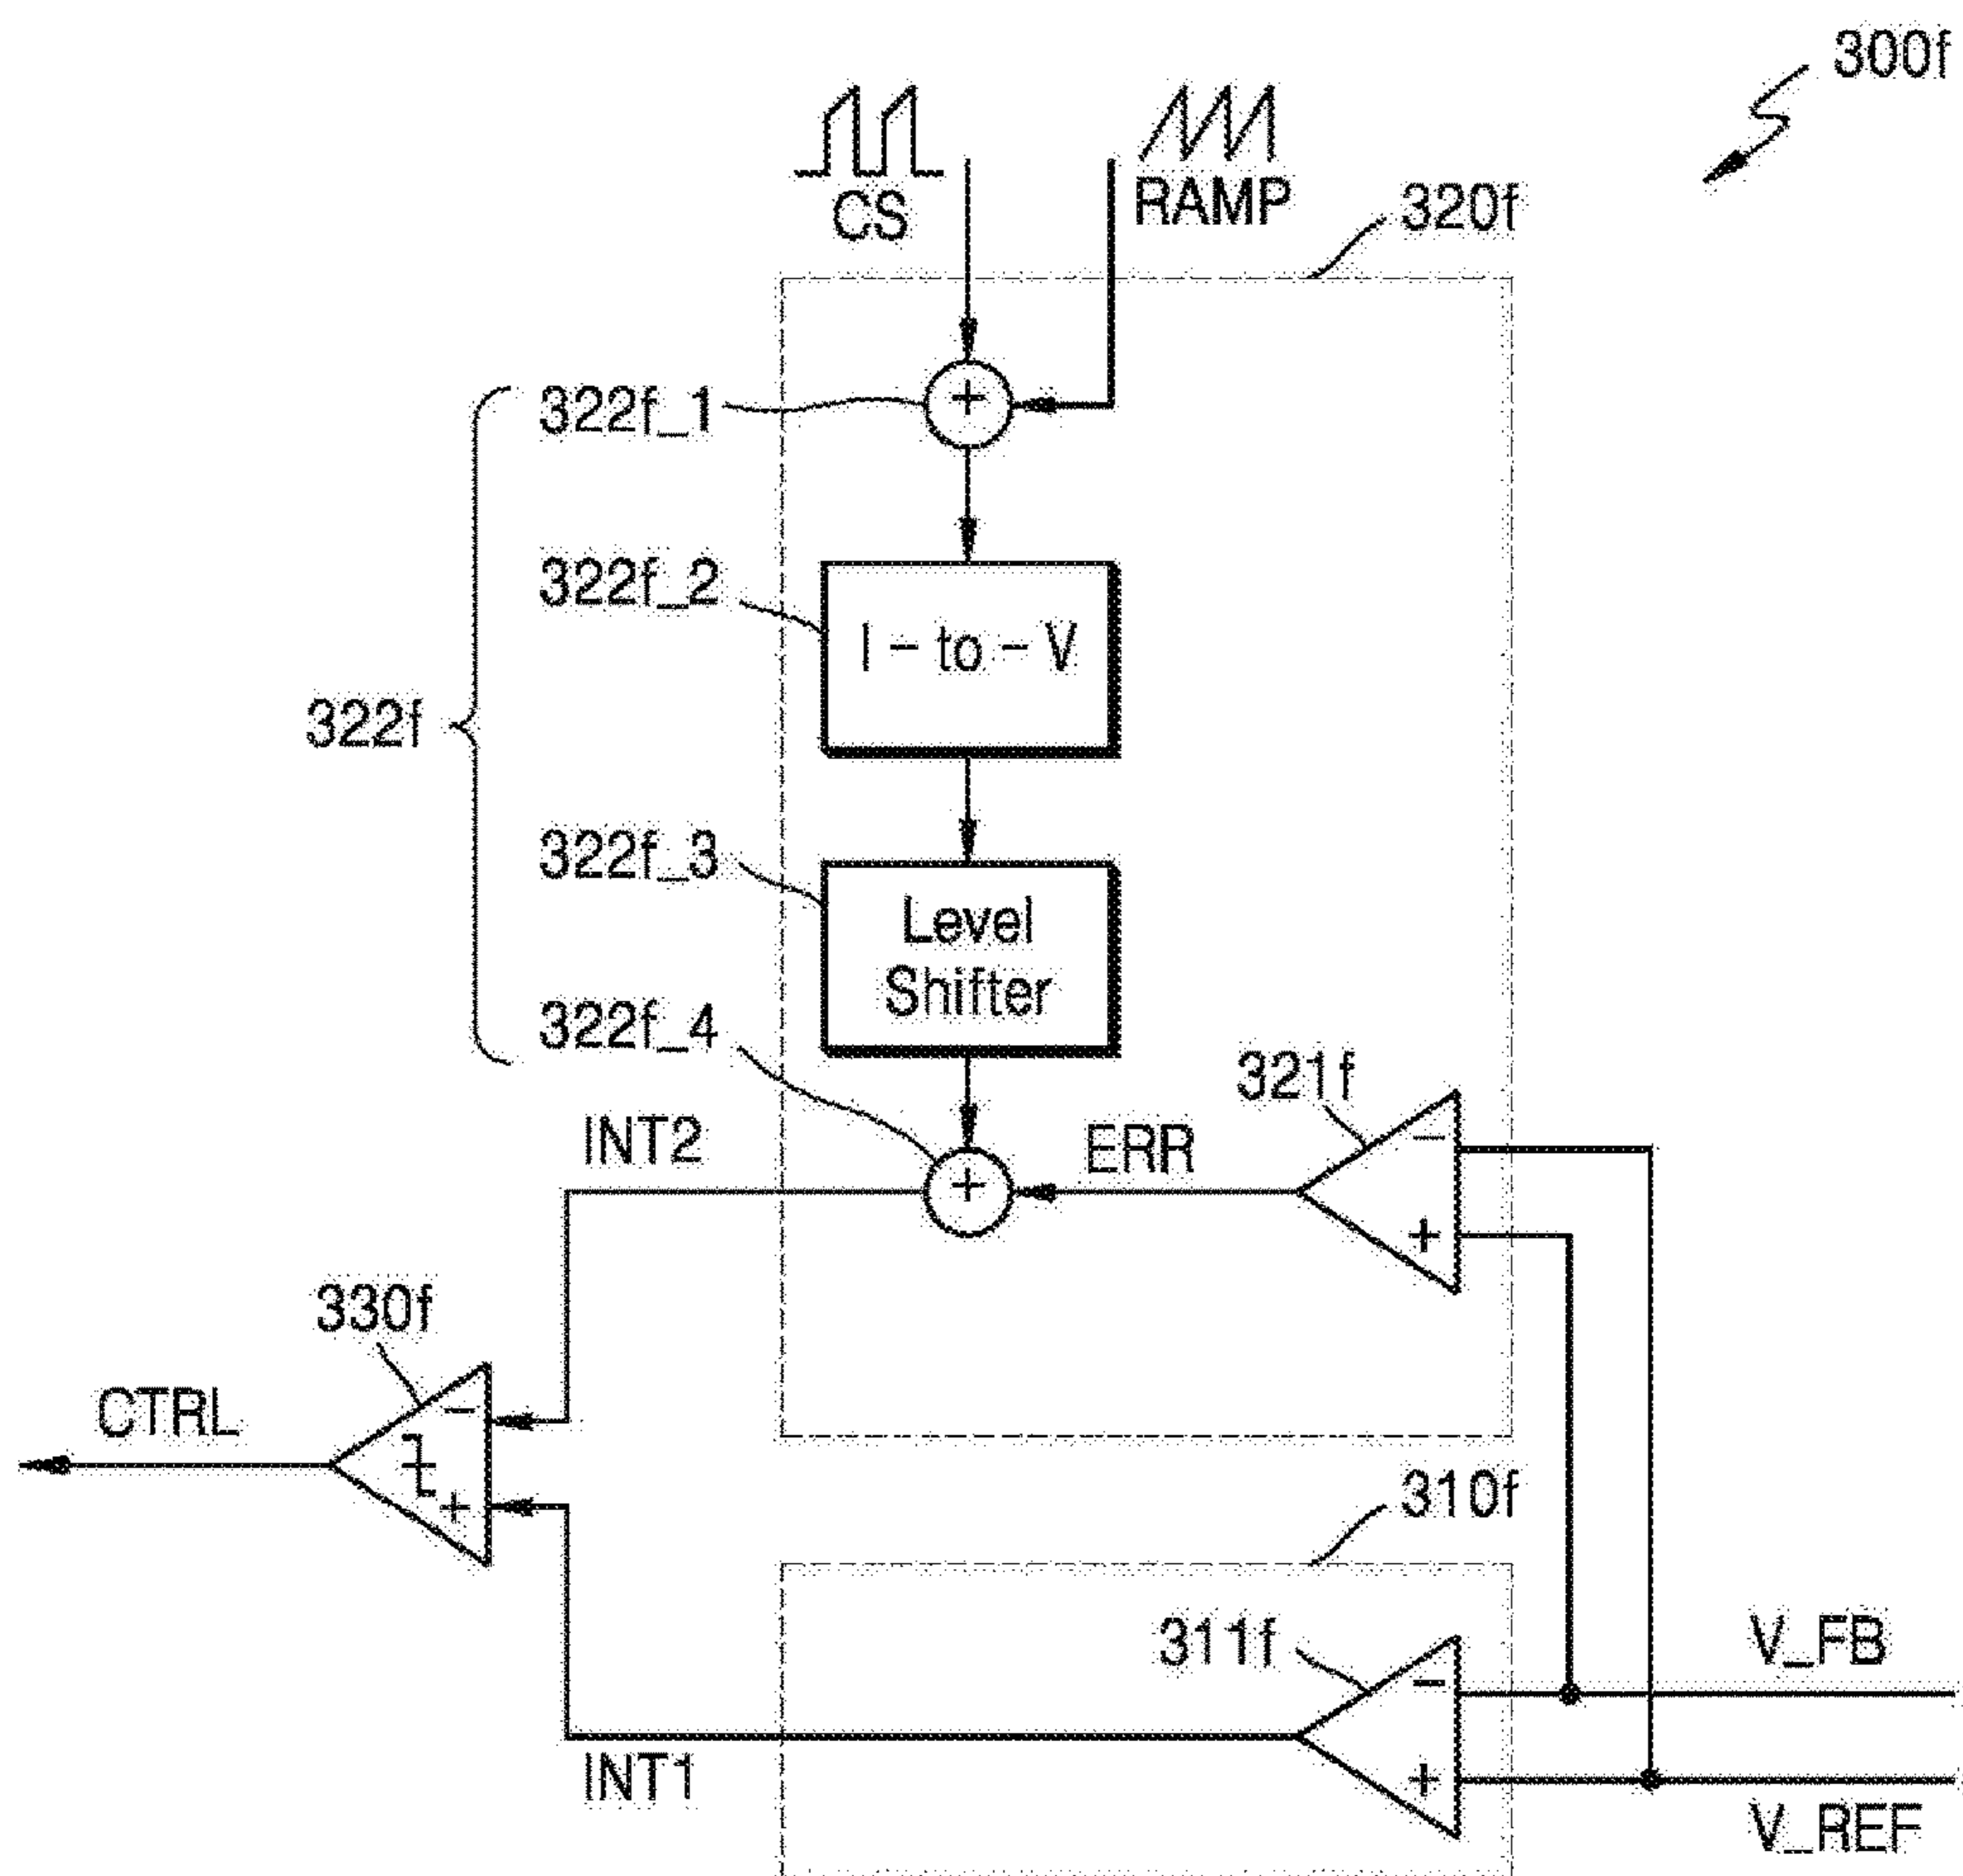 300f
CS
RAMP
320f
322f_1
322f_2
I - to - V
322f
322f_3
Level
Shifter
322f_4
321f
INT2
ERR
330f
CTRL
310f
311f
V_FB
INT1
V_REF